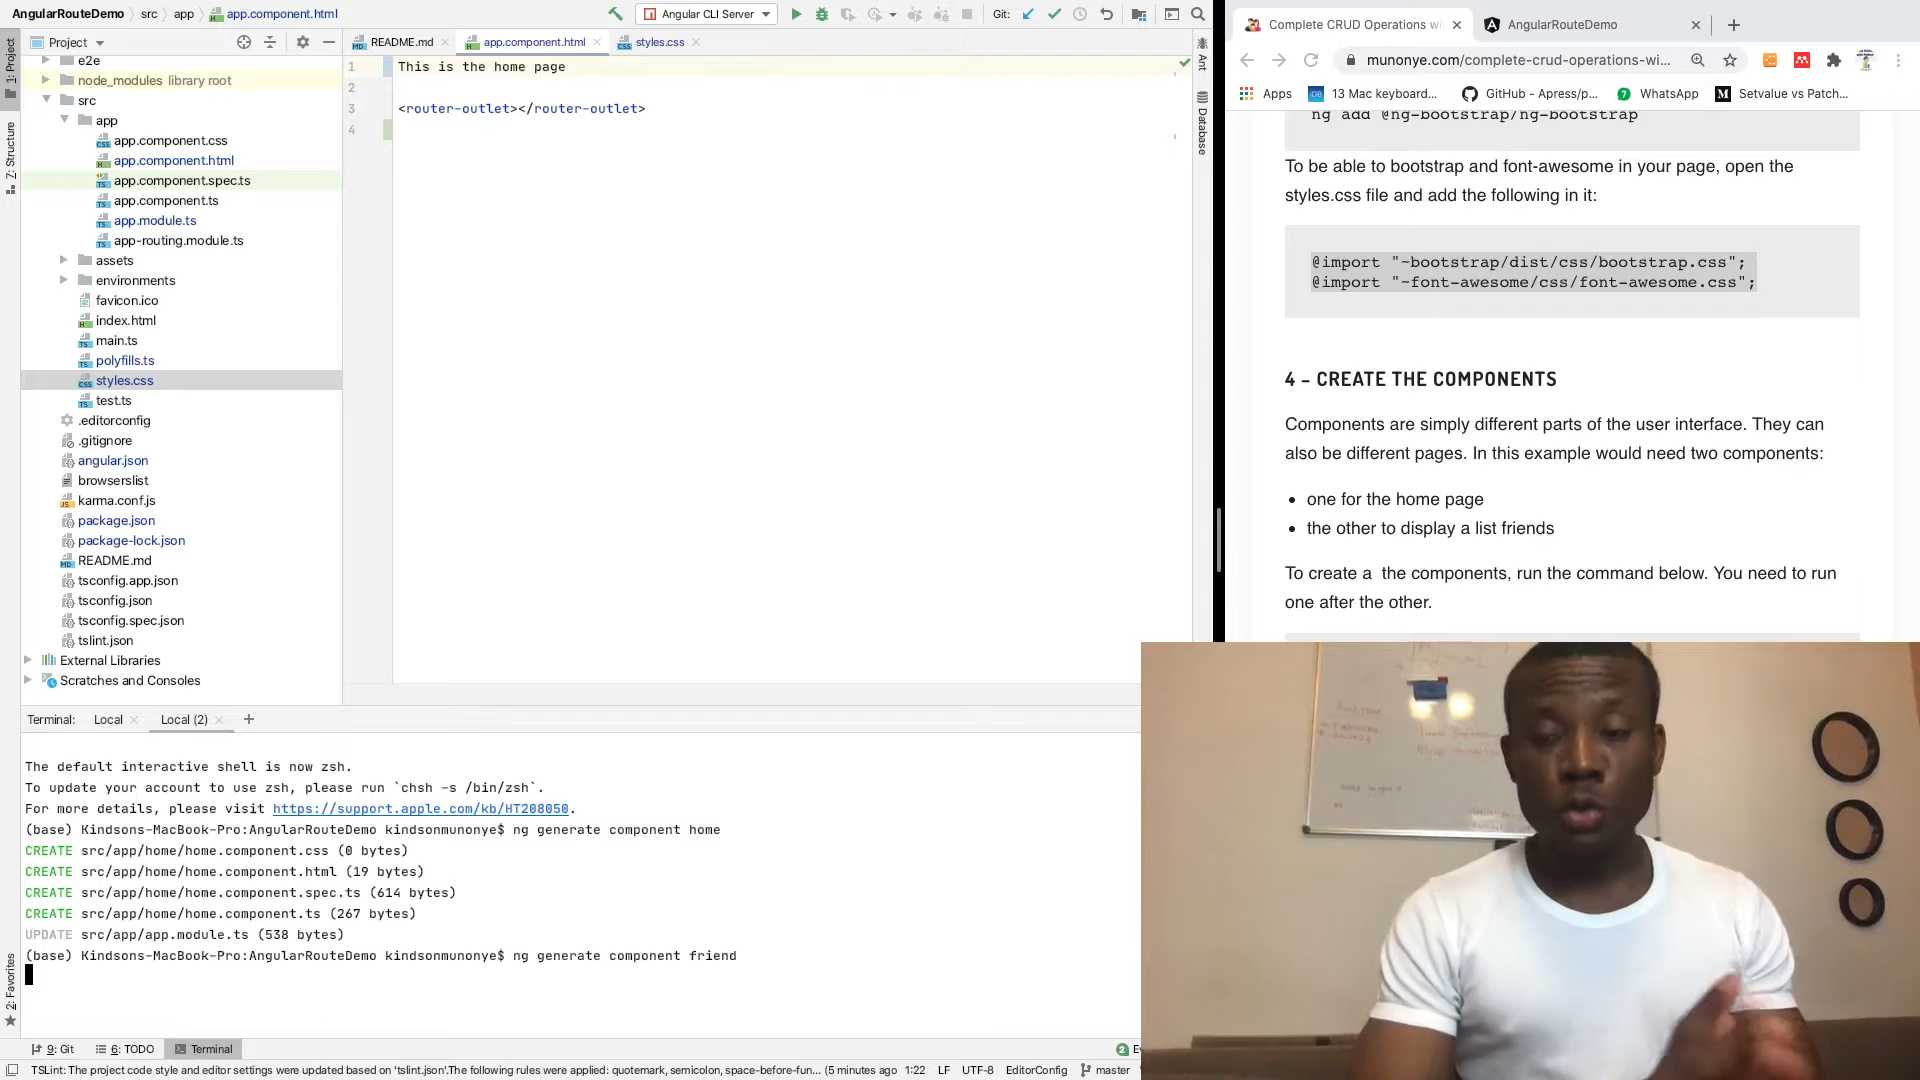 AngularRouteDemo src app app.component.html
Angular CLI Server
Git:
1: Project
Z: Structure
2: Favorites
Project
e2e
node_modules library root
src
app
app.component.css
app.component.html
app.component.spec.ts
app.component.ts
app.module.ts
app-routing.module.ts
assets
environments
favicon.ico
index.html
main.ts
polyfills.ts
styles.css
test.ts
.editorconfig
.gitignore
angular.json
browserslist
karma.conf.js
package.json
package-lock.json
README.md
tsconfig.app.json
tsconfig.json
tsconfig.spec.json
tslint.json
External Libraries
Scratches and Consoles
README.md app.component.html styles.css
1 This is the home page
2
3 <router-outlet></router-outlet>
4
Ant
Database
Terminal: Local Local (2)
The default interactive shell is now zsh.
To update your account to use zsh, please run `chsh -s /bin/zsh`.
For more details, please visit https://support.apple.com/kb/HT208050.
(base) Kindsons-MacBook-Pro:AngularRouteDemo kindsonmunonye$ ng generate component home
CREATE src/app/home/home.component.css (0 bytes)
CREATE src/app/home/home.component.html (19 bytes)
CREATE src/app/home/home.component.spec.ts (614 bytes)
CREATE src/app/home/home.component.ts (267 bytes)
UPDATE src/app/app.module.ts (538 bytes)
(base) Kindsons-MacBook-Pro:AngularRouteDemo kindsonmunonye$ ng generate component friend
9: Git 6: TODO Terminal
2 Ev
TSLint: The project code style and editor settings were updated based on 'tslint.json'.The following rules were applied: quotemark, semicolon, space-before-fun... (5 minutes ago 1:22 LF UTF-8 EditorConfig master
Complete CRUD Operations wi AngularRouteDemo
munonye.com/complete-crud-operations-wi...
Apps 13 Mac keyboard... GitHub - Apress/p... WhatsApp Setvalue vs Patch...
ng add @ng-bootstrap/ng-bootstrap
To be able to bootstrap and font-awesome in your page, open the
styles.css file and add the following in it:
@import "~bootstrap/dist/css/bootstrap.css";
@import "~font-awesome/css/font-awesome.css";
4 – CREATE THE COMPONENTS
Components are simply different parts of the user interface. They can
also be different pages. In this example would need two components:
• one for the home page
• the other to display a list friends
To create a the components, run the command below. You need to run
one after the other.